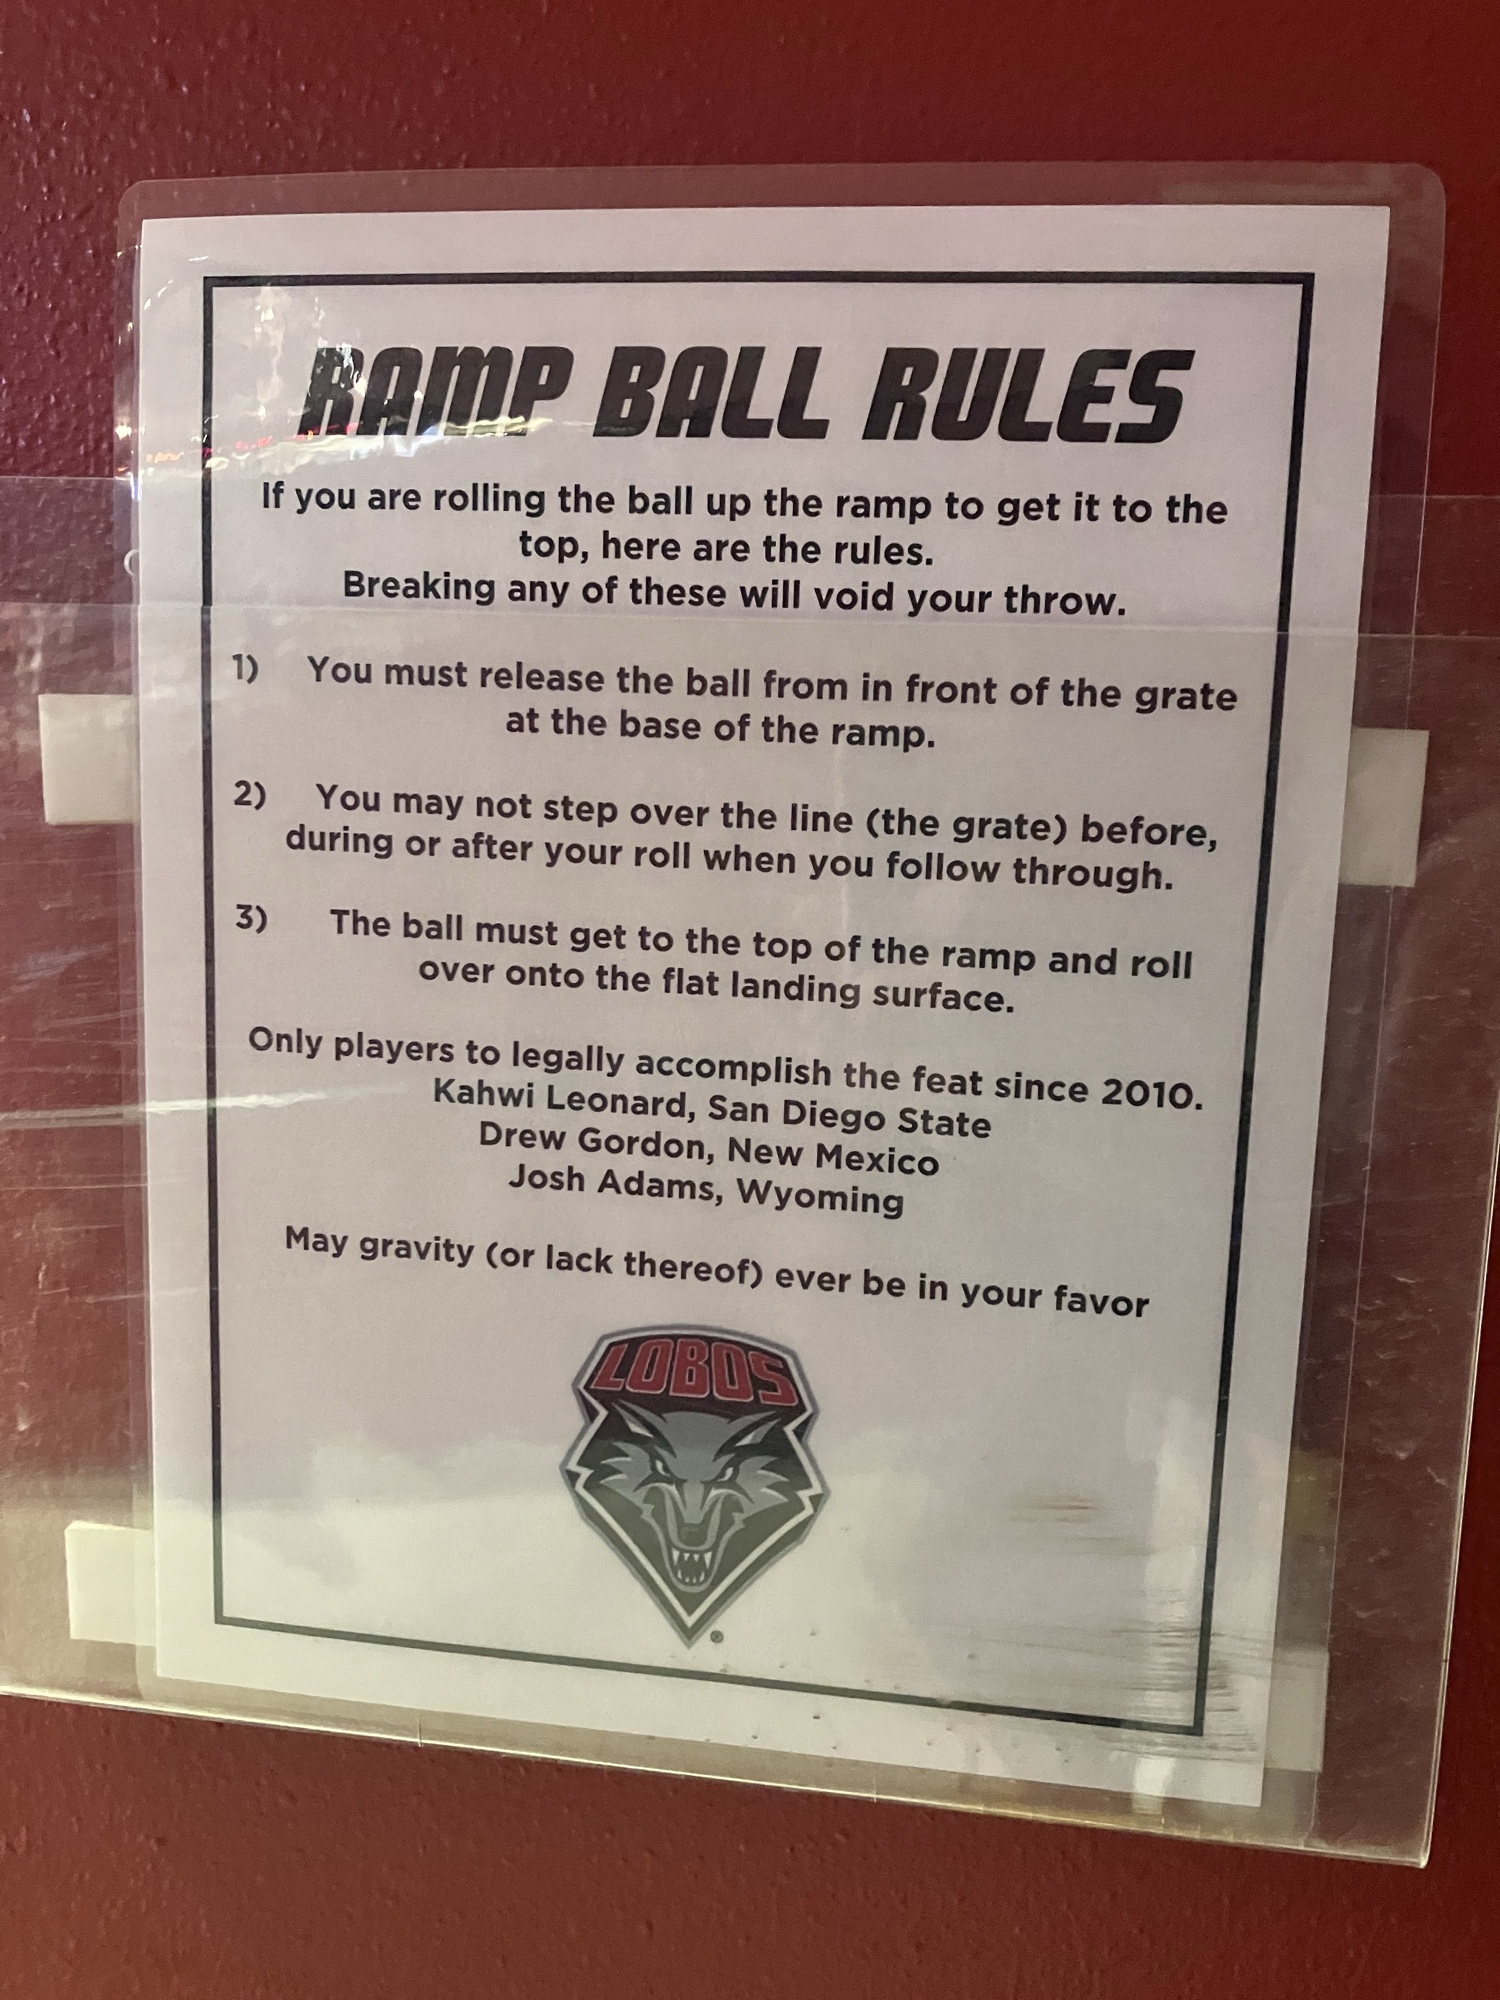 RAMP BALL RULES
If you are rolling the ball up the ramp to get it to the
top, here are the rules.
Breaking any of these will void your throw.
1) You must release the ball from in front of the grate
at the base of the ramp.
2) You may not step over the line (the grate) before,
during or after your roll when you follow through.
3) The ball must get to the top of the ramp and roll
over onto the flat landing surface.
Only players to legally accomplish the feat since 2010.
Kahwi Leonard, San Diego State
Drew Gordon, New Mexico
Josh Adams, Wyoming
May gravity (or lack thereof) ever be in your favor
LOBOS
®